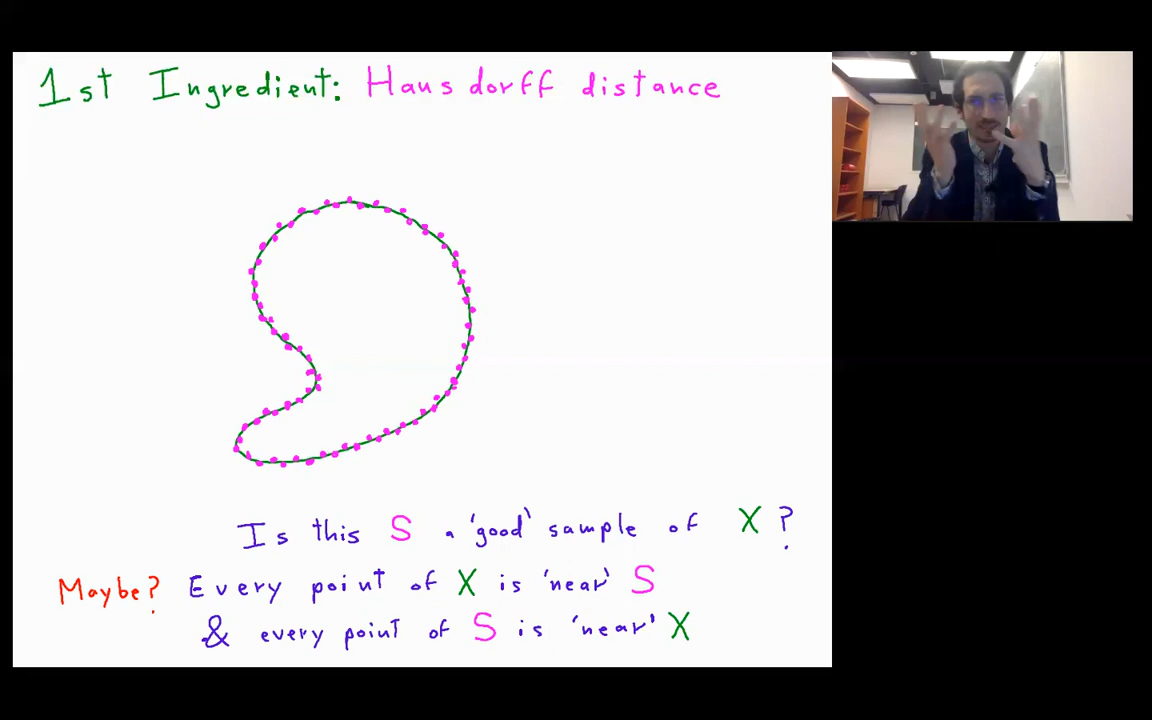 1st Ingredient: Hausdorff distance
Is this S a 'good' sample of X?
Maybe? Every point of X is 'near' S
& every point of S is 'near' X